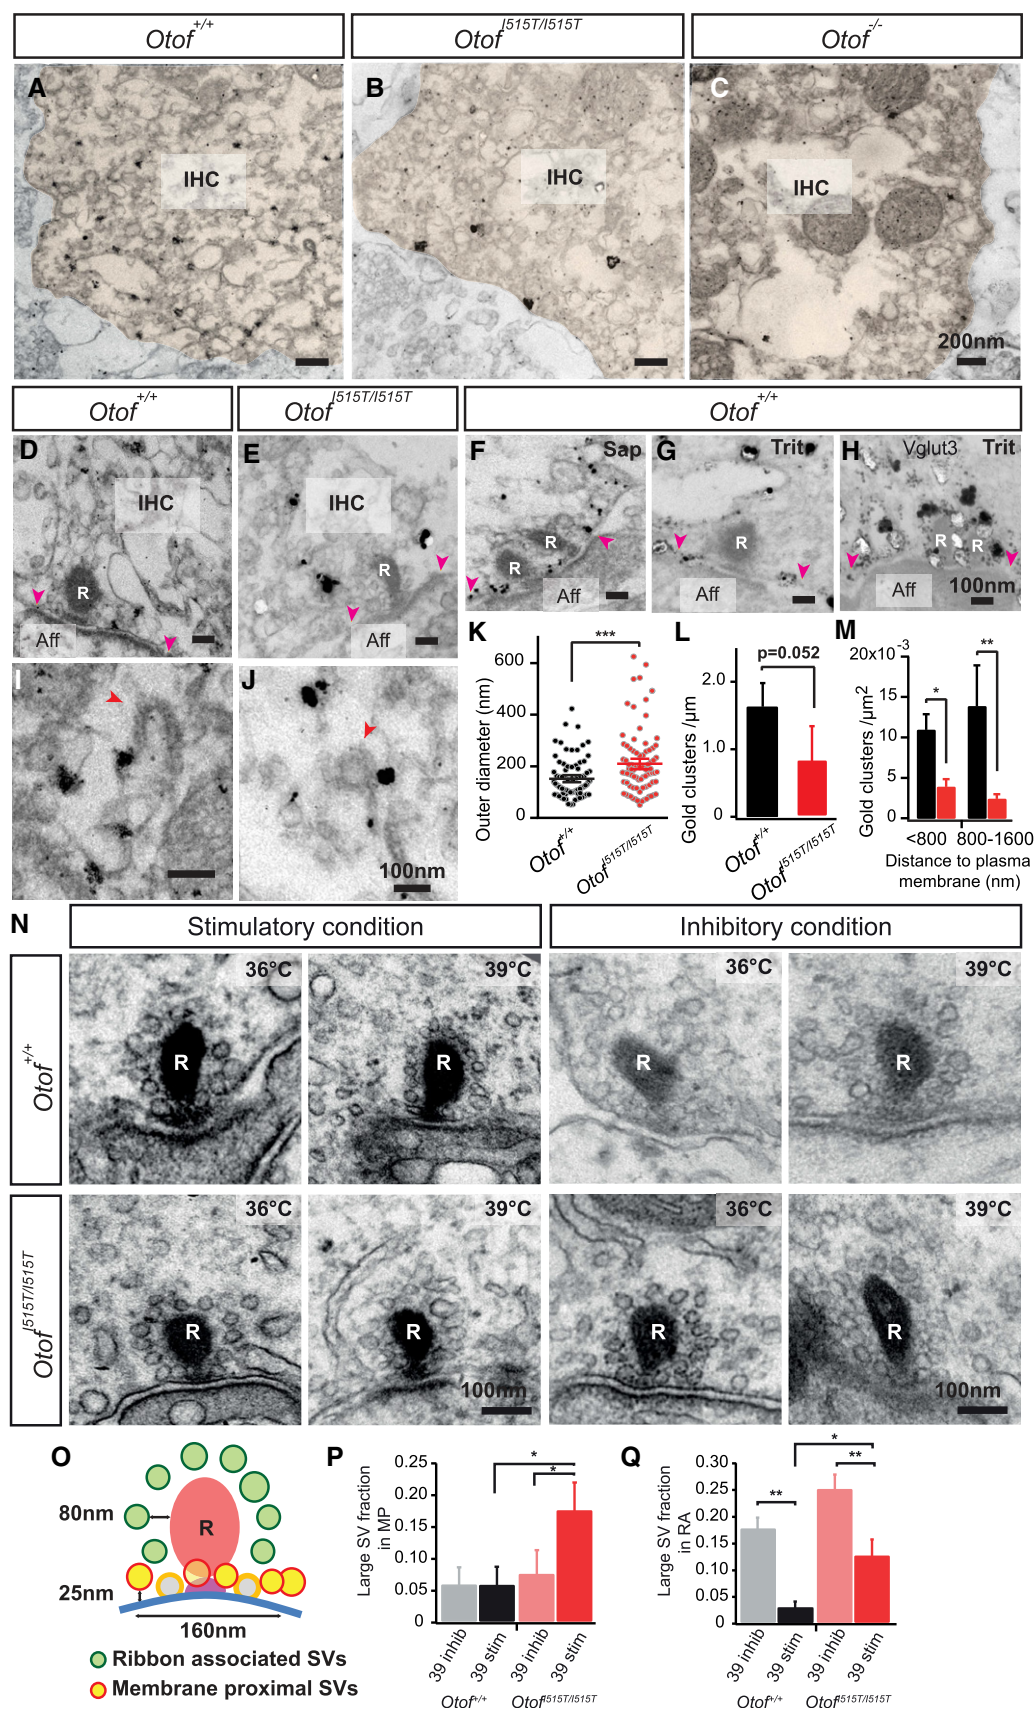 Otof+/+
OtofI515T/I515T
Otof-/-
A
IHC
B
IHC
C
IHC
200nm
Otof+/+
OtofI515T/I515T
Otof+/+
D
IHC
R
Aff
E
IHC
R
Aff
F
Sap
R
R
Aff
G
Trit
R
Aff
H
Vglut3
Trit
R
R
Aff
100nm
I
J
100nm
K
***
600
400
200
0
Outer diameter (nm)
Otof+/+
OtofI515T/I515T
L
p=0.052
2.0
1.0
0
Gold clusters /µm
Otof+/+
OtofI515T/I515T
M
20x10-3
15
10
5
0
Gold clusters /µm2
*
**
<800
800-1600
Distance to plasma
membrane (nm)
N
Stimulatory condition
Inhibitory condition
Otof+/+
36°C
R
39°C
R
36°C
R
39°C
R
OtofI515T/I515T
36°C
R
39°C
R
100nm
36°C
R
39°C
R
100nm
O
80nm
R
25nm
160nm
Ribbon associated SVs
Membrane proximal SVs
P
0.25
0.20
0.15
0.10
0.05
0
Large SV fraction
in MP
*
*
39 inhib
39 stim
39 inhib
39 stim
Otof+/+
OtofI515T/I515T
Q
0.30
0.25
0.20
0.15
0.10
0.05
0
Large SV fraction
in RA
**
*
**
39 inhib
39 stim
39 inhib
39 stim
Otof+/+
OtofI515T/I515T